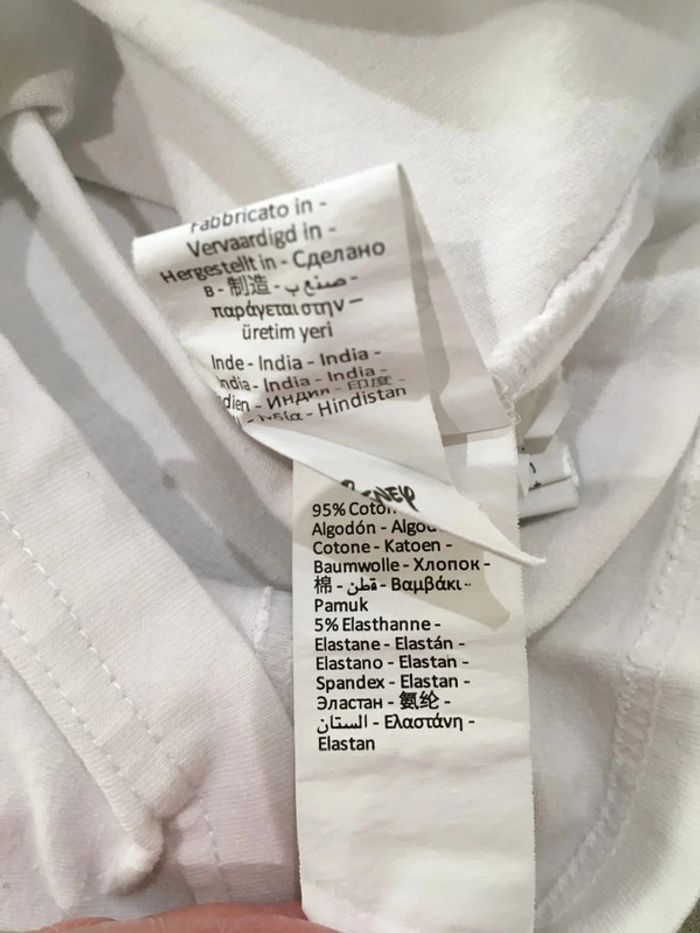 Fabbricato in -
Vervaardigd in -
Hergestellt in - Сделано
в - 制造 - صنع ب -
παράγεται στην –
üretim yeri
Inde - India - India -
India - India - India -
dien - Индия - 印度 -
- Hindistan
95% Coton
Algodón - Algod
Cotone - Katoen -
Baumwolle - Хлопок -
棉 - قطن - Βαμβάκι -
Pamuk
5% Elasthanne -
Elastane - Elastán -
Elastano - Elastan -
Spandex - Elastan -
Эластан - 氨纶 -
الستان - Ελαστάνη -
Elastan